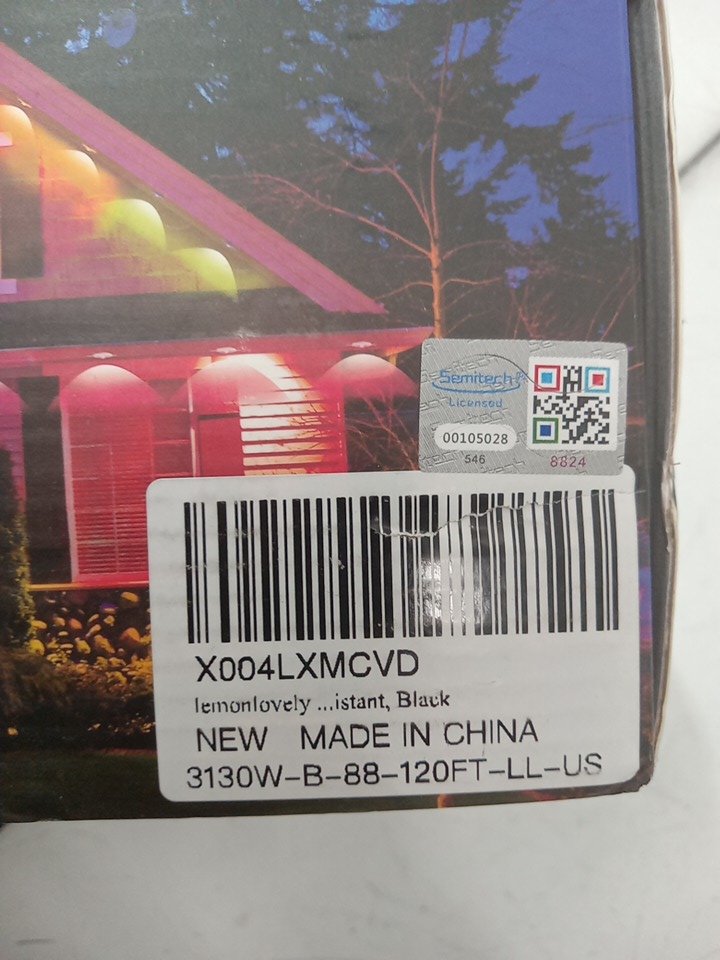 Semitech
Licensed
00105028
546
8824
X004LXMCVD
lemonlovely ...istant, Black
NEW MADE IN CHINA
3130W-B-88-120FT-LL-US